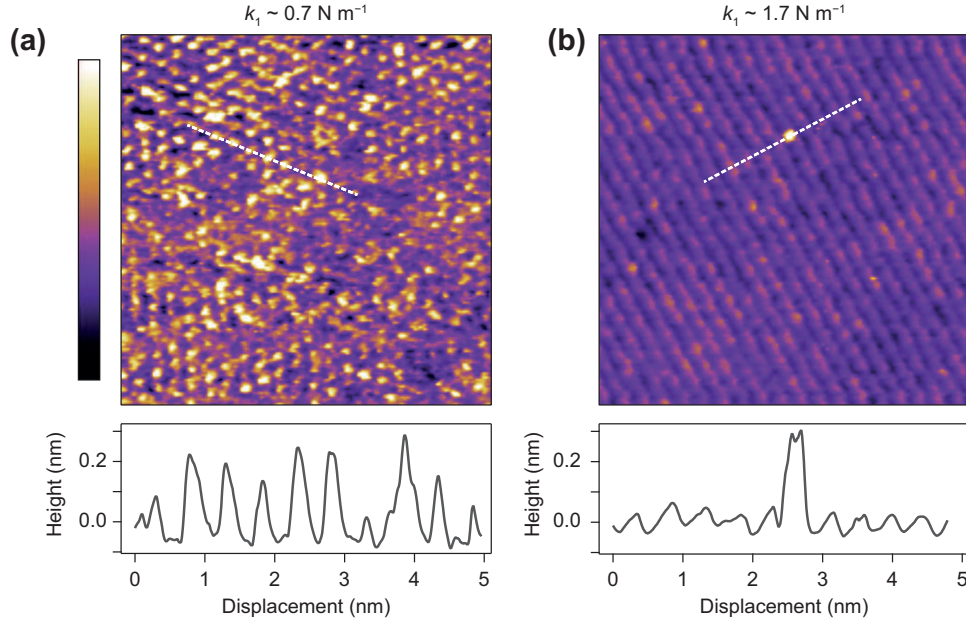 k₁ ~ 0.7 N m⁻¹
k₁ ~ 1.7 N m⁻¹
(a)
(b)
Height (nm)
0.2
0.0
0
1
2
3
4
5
Displacement (nm)
Height (nm)
0.2
0.0
0
1
2
3
4
5
Displacement (nm)